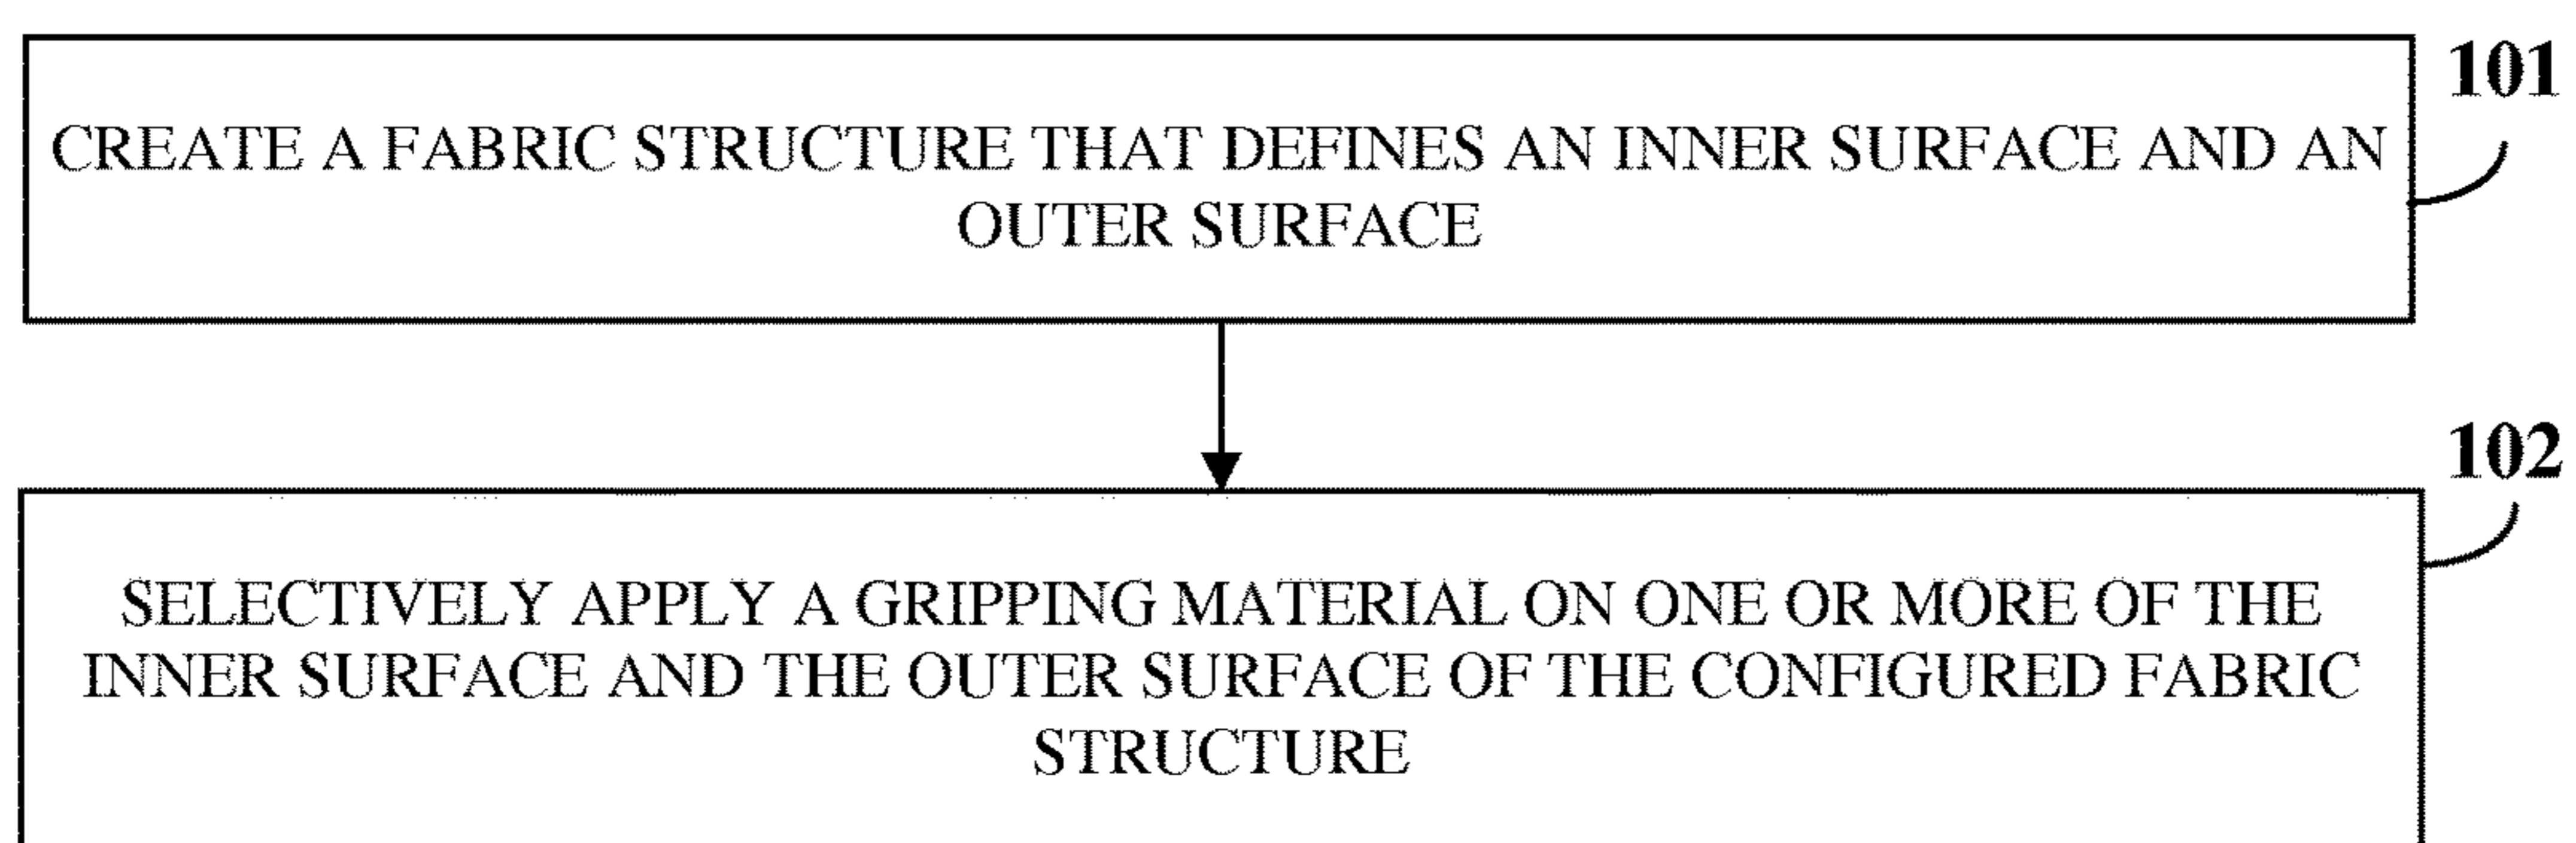 101
CREATE A FABRIC STRUCTURE THAT DEFINES AN INNER SURFACE AND AN
OUTER SURFACE
102
SELECTIVELY APPLY A GRIPPING MATERIAL ON ONE OR MORE OF THE
INNER SURFACE AND THE OUTER SURFACE OF THE CONFIGURED FABRIC
STRUCTURE